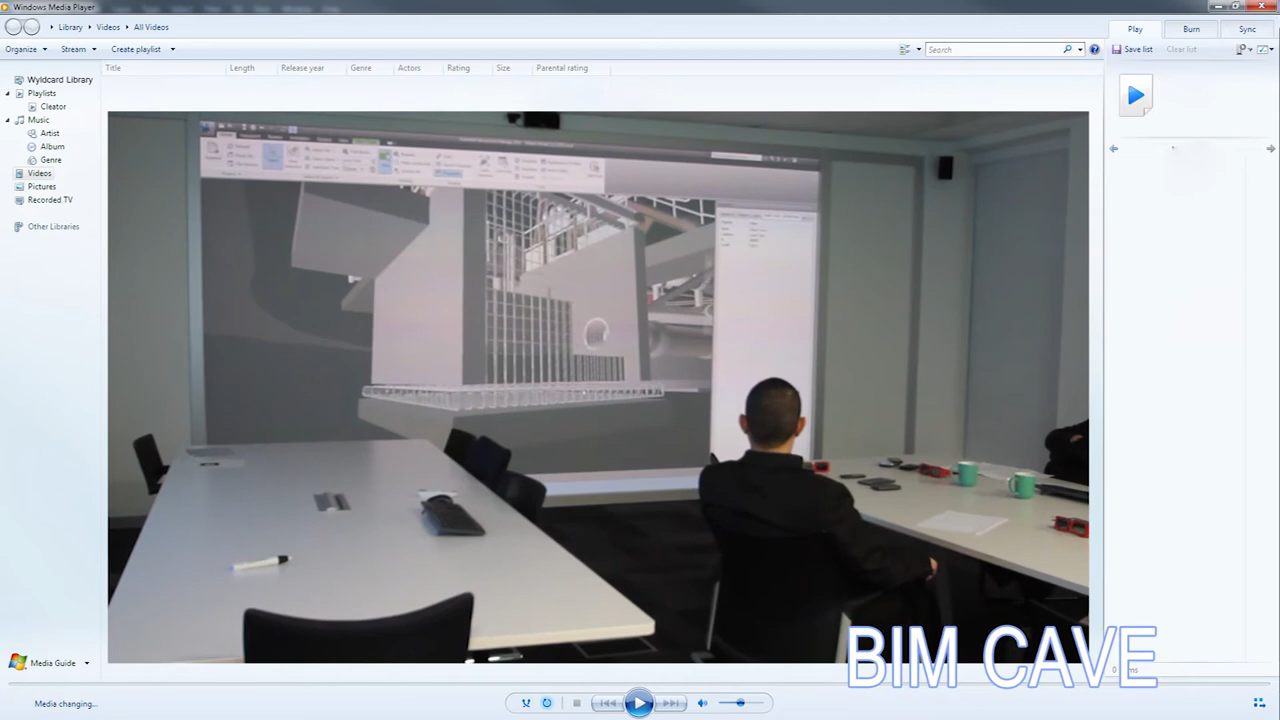 Windows Media Player
Library Videos All Videos
Play Burn Sync
Organize Stream Create playlist
Search
Save list Clear list
Title Length Release year Genre Actors Rating Size Parental rating
Wyldcard Library
Playlists
Cleator
Music
Artist
Album
Genre
Videos
Pictures
Recorded TV
Other Libraries
BIM CAVE
Media Guide
Media changing...